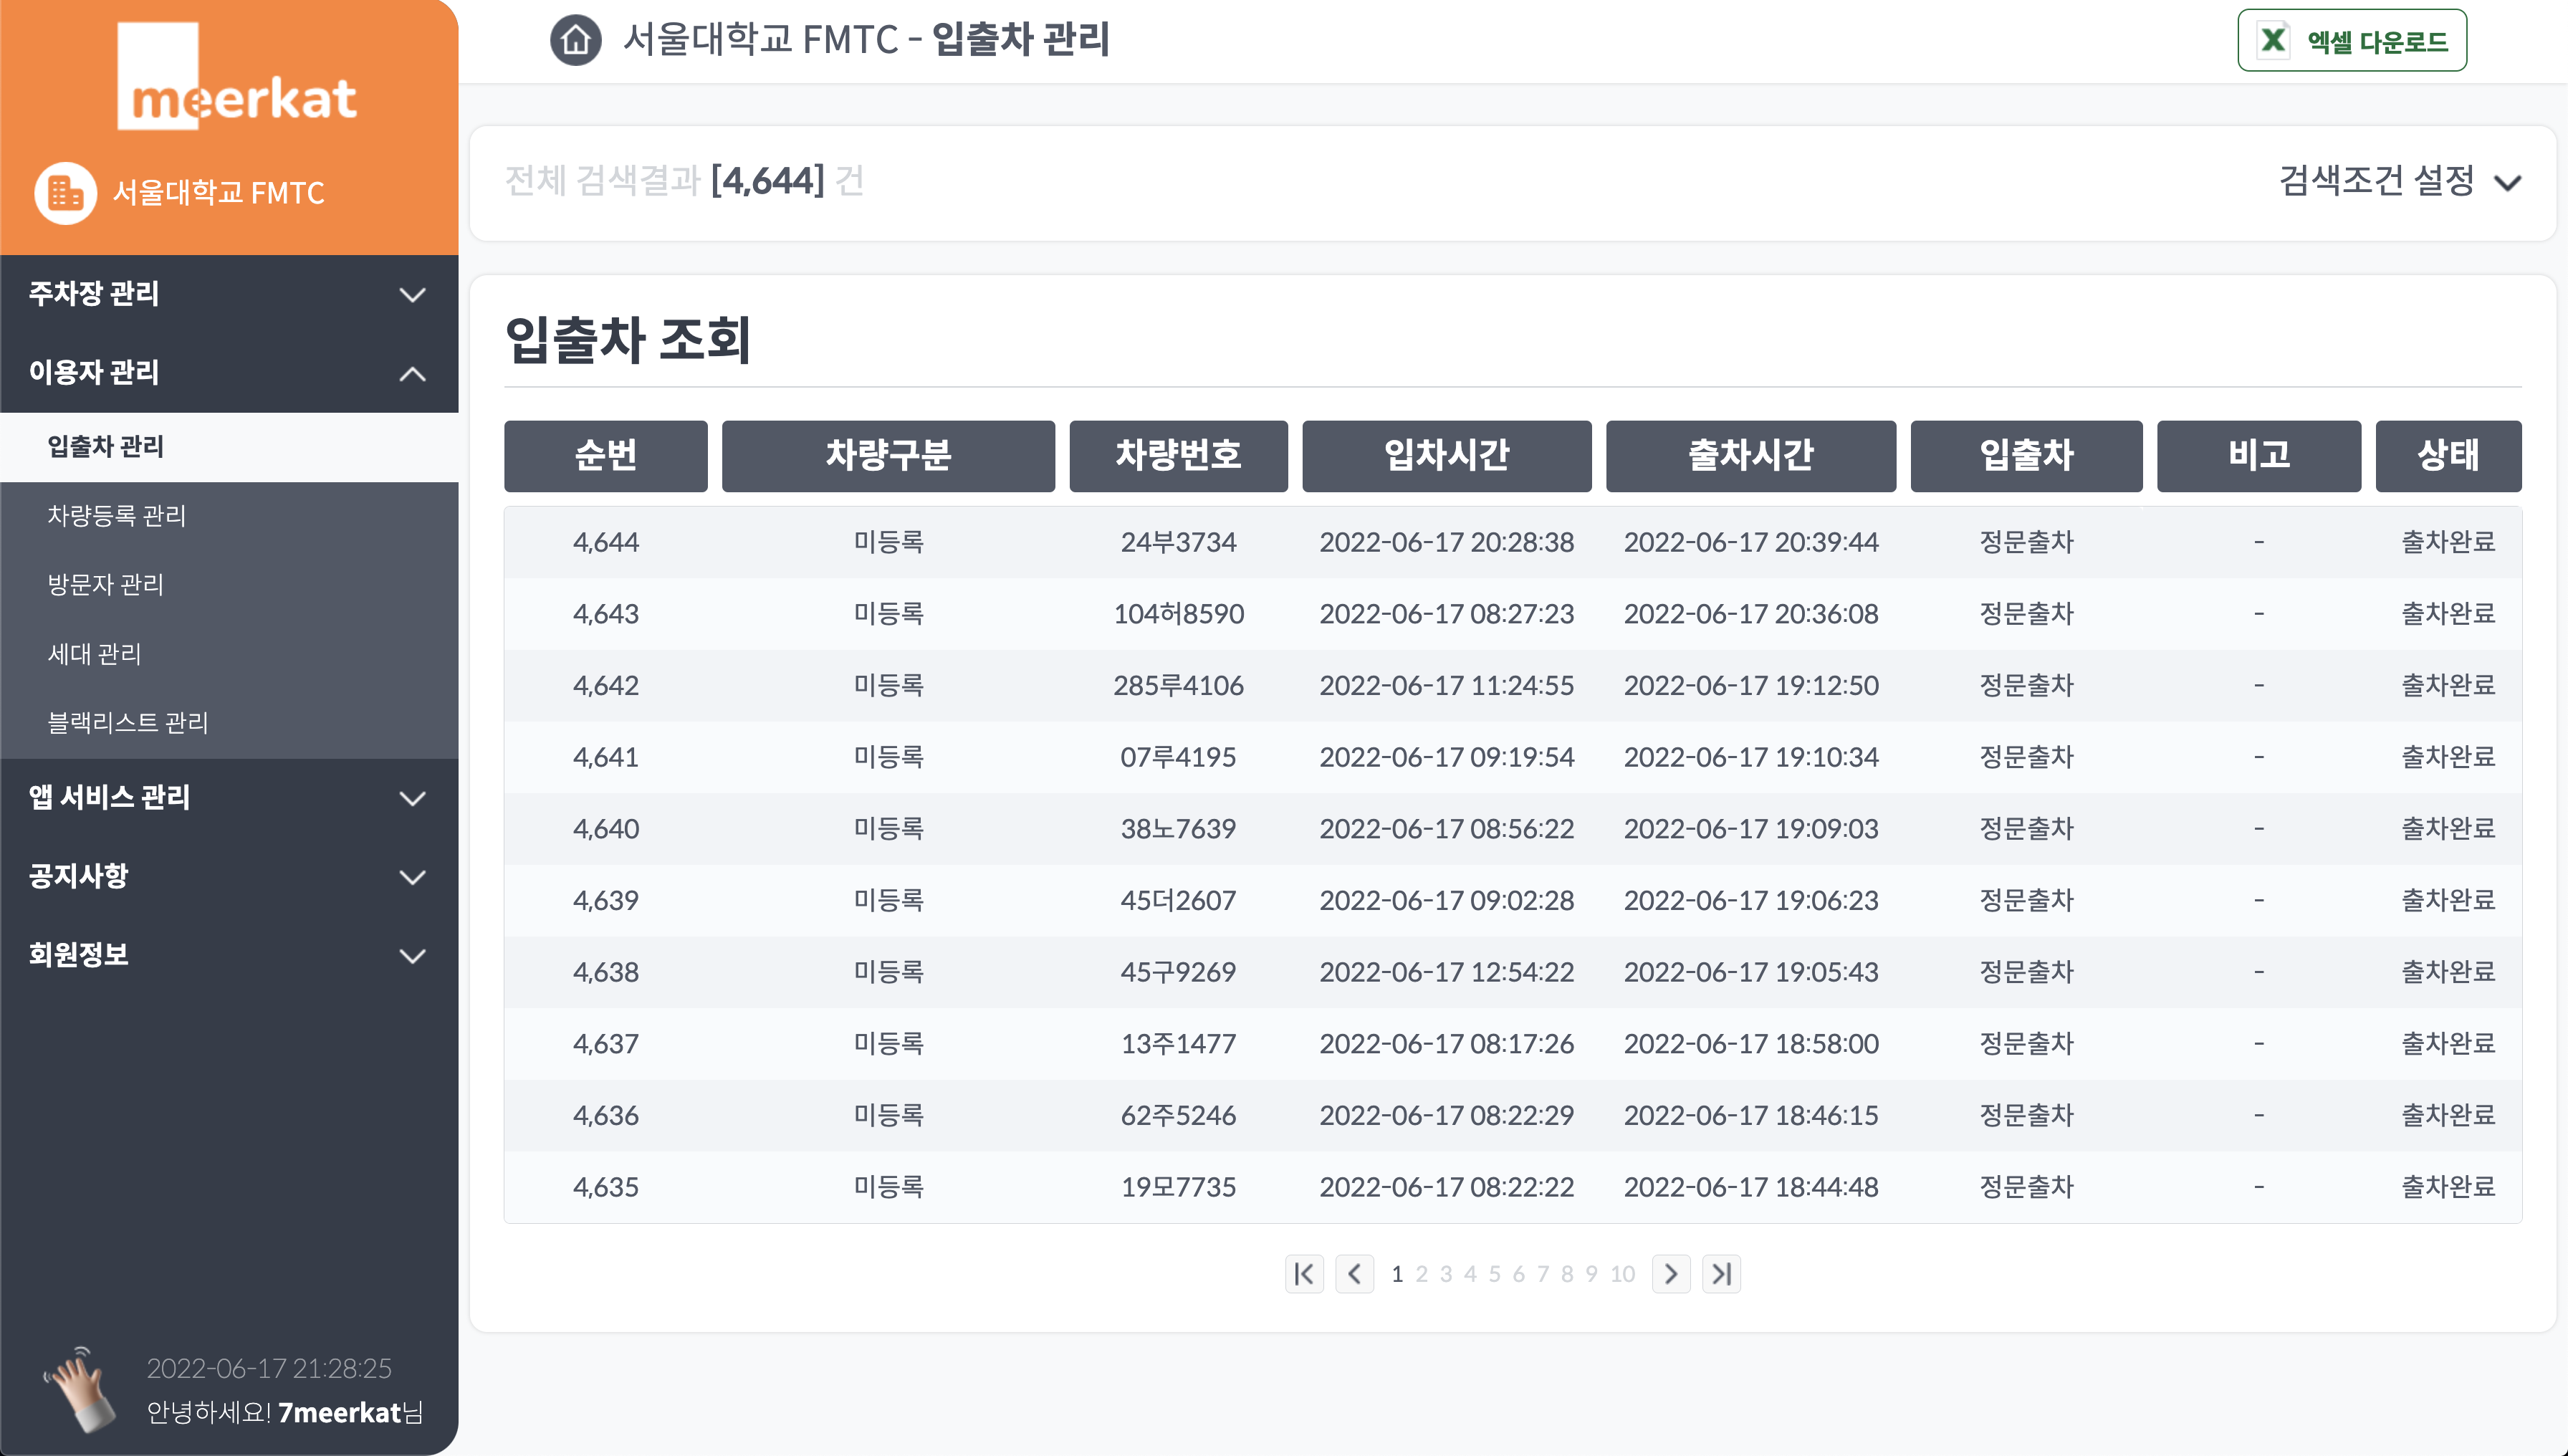 meerkat
서울대학교 FMTC
주차장 관리
이용자 관리
입출차 관리
차량등록 관리
방문자 관리
세대 관리
블랙리스트 관리
앱 서비스 관리
공지사항
회원정보
2022-06-17 21:28:25
안녕하세요! 7meerkat님
서울대학교 FMTC - 입출차 관리
엑셀 다운로드
전체 검색결과 [4,644] 건
검색조건 설정
입출차 조회
순번 차량구분 차량번호 입차시간 출차시간 입출차 비고 상태
4,644 미등록 24부3734 2022-06-17 20:28:38 2022-06-17 20:39:44 정문출차 - 출차완료
4,643 미등록 104허8590 2022-06-17 08:27:23 2022-06-17 20:36:08 정문출차 - 출차완료
4,642 미등록 285루4106 2022-06-17 11:24:55 2022-06-17 19:12:50 정문출차 - 출차완료
4,641 미등록 07루4195 2022-06-17 09:19:54 2022-06-17 19:10:34 정문출차 - 출차완료
4,640 미등록 38노7639 2022-06-17 08:56:22 2022-06-17 19:09:03 정문출차 - 출차완료
4,639 미등록 45더2607 2022-06-17 09:02:28 2022-06-17 19:06:23 정문출차 - 출차완료
4,638 미등록 45구9269 2022-06-17 12:54:22 2022-06-17 19:05:43 정문출차 - 출차완료
4,637 미등록 13주1477 2022-06-17 08:17:26 2022-06-17 18:58:00 정문출차 - 출차완료
4,636 미등록 62주5246 2022-06-17 08:22:29 2022-06-17 18:46:15 정문출차 - 출차완료
4,635 미등록 19모7735 2022-06-17 08:22:22 2022-06-17 18:44:48 정문출차 - 출차완료
1 2 3 4 5 6 7 8 9 10